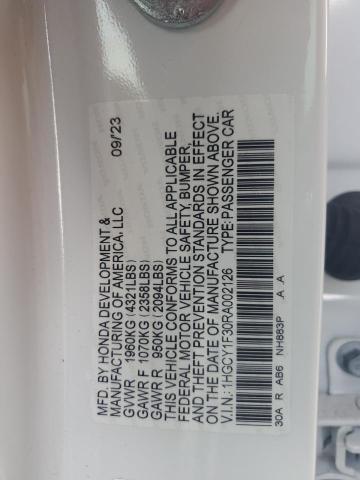 MFD. BY HONDA DEVELOPMENT &
MANUFACTURING OF AMERICA, LLC 09/23
GVWR 1960KG (4321LBS)
GAWR F 1070KG (2358LBS)
GAWR R 950KG (2094LBS)
THIS VEHICLE CONFORMS TO ALL APPLICABLE
FEDERAL MOTOR VEHICLE SAFETY, BUMPER,
AND THEFT PREVENTION STANDARDS IN EFFECT
ON THE DATE OF MANUFACTURE SHOWN ABOVE.
V.I.N.: 1HGCY1F30RA002126 TYPE: PASSENGER CAR
30A R AB6 NH883P .A .A